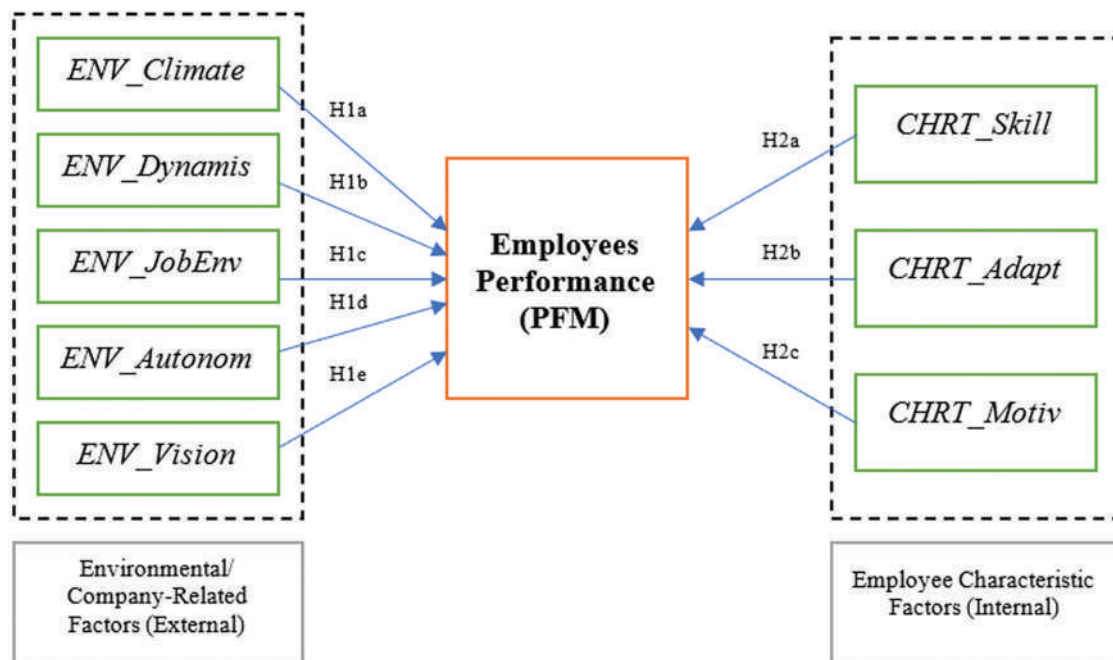 ENV_Climate
ENV_Dynamis
ENV_JobEnv
ENV_Autonom
ENV_Vision
H1a
H1b
H1c
H1d
H1e
Employees
Performance
(PFM)
H2a
H2b
H2c
CHRT_Skill
CHRT_Adapt
CHRT_Motiv
Environmental/
Company-Related
Factors (External)
Employee Characteristic
Factors (Internal)